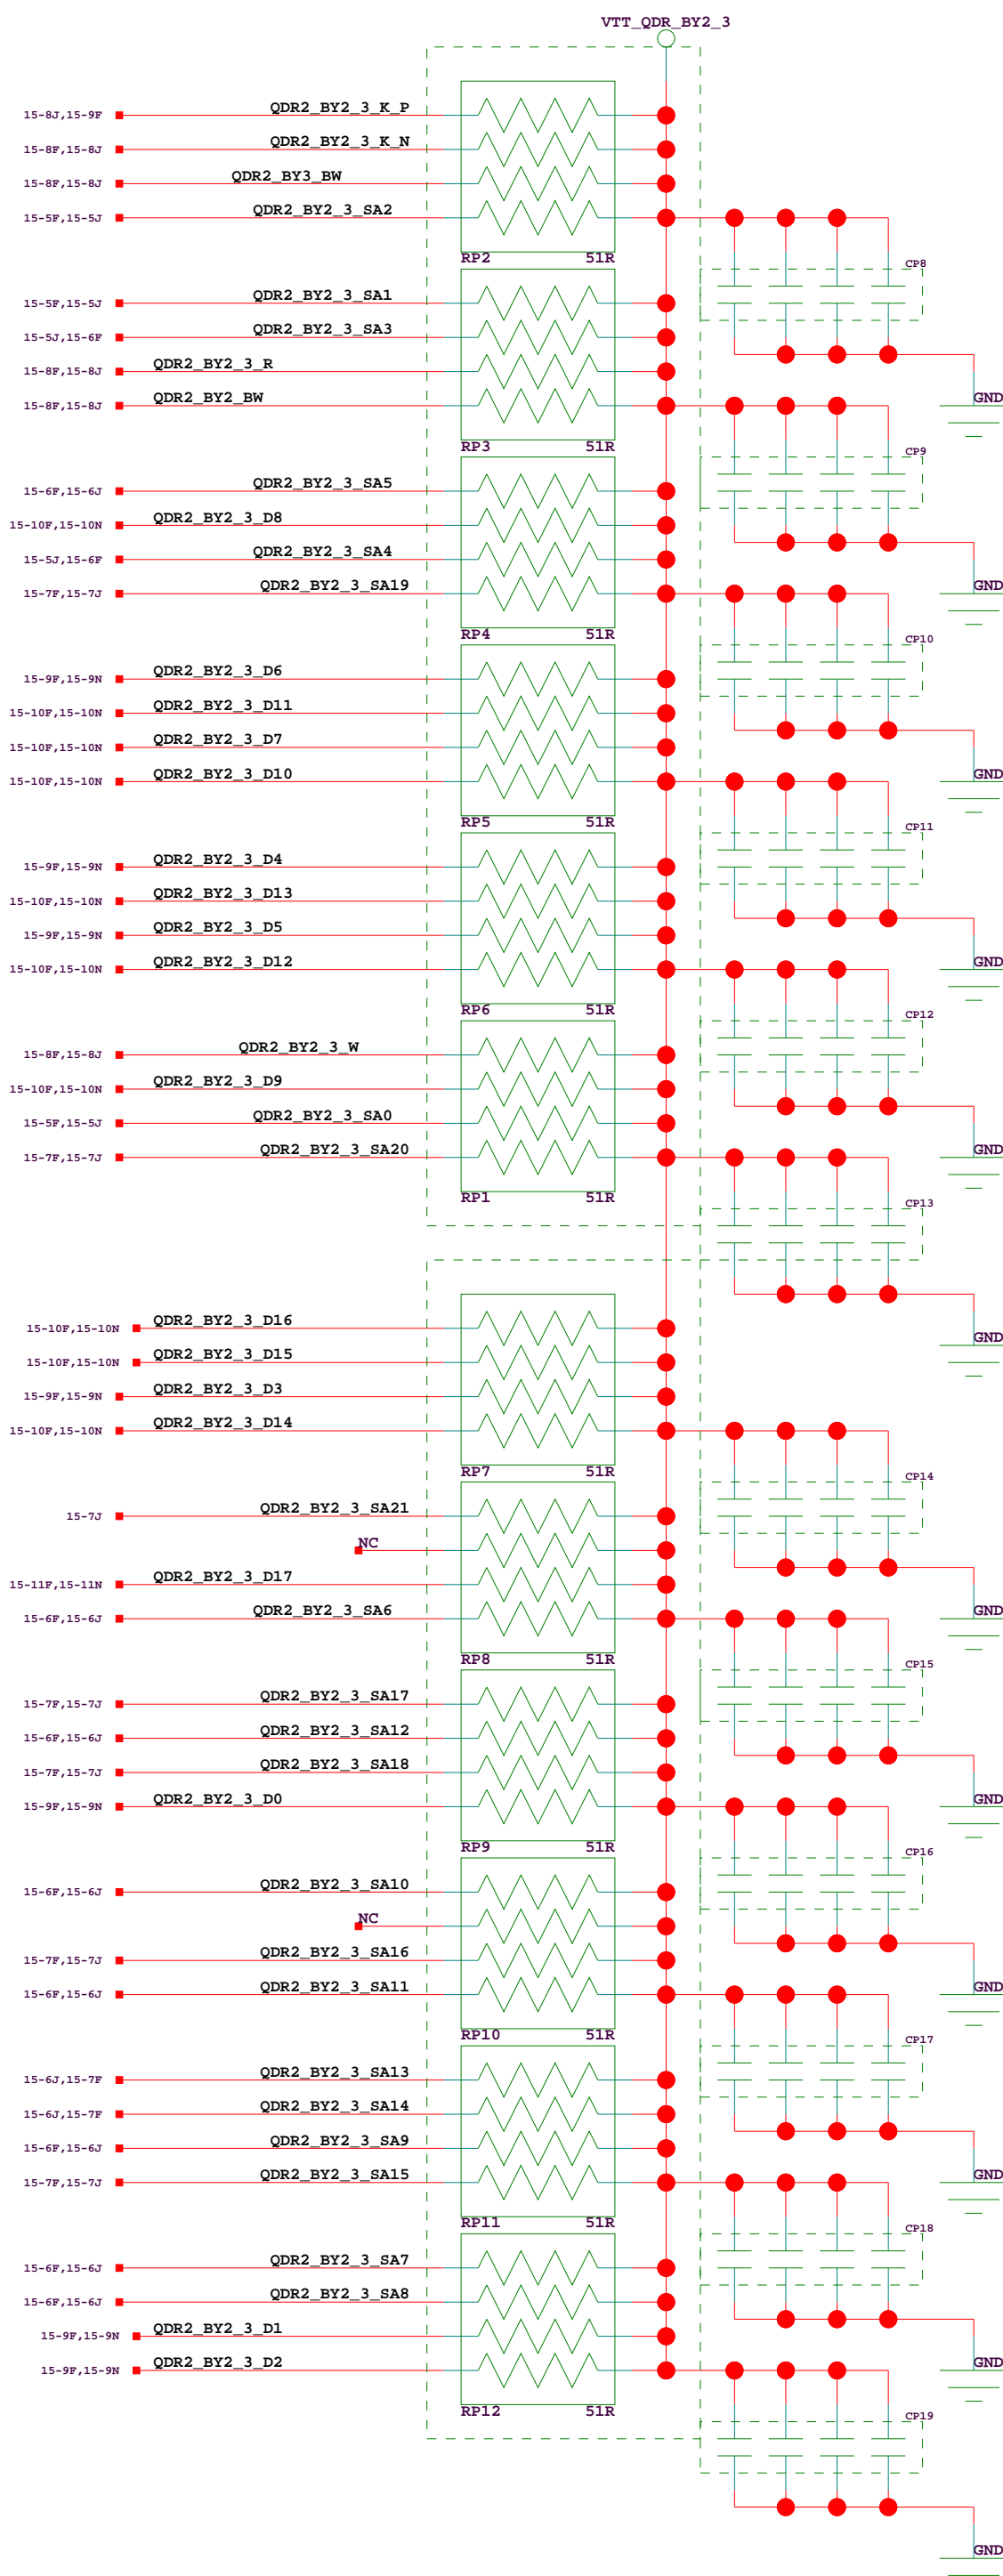 VTT_QDR_BY2_3
15-8J,15-9F QDR2_BY2_3_K_P
15-8F,15-8J QDR2_BY2_3_K_N
15-8F,15-8J QDR2_BY3_BW
15-5F,15-5J QDR2_BY2_3_SA2
RP2 51R CP8
15-5F,15-5J QDR2_BY2_3_SA1
15-5J,15-6F QDR2_BY2_3_SA3
15-8F,15-8J QDR2_BY2_3_R
15-8F,15-8J QDR2_BY2_BW GND
RP3 51R CP9
15-6F,15-6J QDR2_BY2_3_SA5
15-10F,15-10N QDR2_BY2_3_D8
15-5J,15-6F QDR2_BY2_3_SA4
15-7F,15-7J QDR2_BY2_3_SA19 GND
RP4 51R CP10
15-9F,15-9N QDR2_BY2_3_D6
15-10F,15-10N QDR2_BY2_3_D11
15-10F,15-10N QDR2_BY2_3_D7
15-10F,15-10N QDR2_BY2_3_D10 GND
RP5 51R CP11
15-9F,15-9N QDR2_BY2_3_D4
15-10F,15-10N QDR2_BY2_3_D13
15-9F,15-9N QDR2_BY2_3_D5
15-10F,15-10N QDR2_BY2_3_D12 GND
RP6 51R CP12
15-8F,15-8J QDR2_BY2_3_W
15-10F,15-10N QDR2_BY2_3_D9
15-5F,15-5J QDR2_BY2_3_SA0
15-7F,15-7J QDR2_BY2_3_SA20 GND
RP1 51R CP13
15-10F,15-10N QDR2_BY2_3_D16 GND
15-10F,15-10N QDR2_BY2_3_D15
15-9F,15-9N QDR2_BY2_3_D3
15-10F,15-10N QDR2_BY2_3_D14
RP7 51R CP14
15-7J QDR2_BY2_3_SA21
NC
15-11F,15-11N QDR2_BY2_3_D17
15-6F,15-6J QDR2_BY2_3_SA6 GND
RP8 51R CP15
15-7F,15-7J QDR2_BY2_3_SA17
15-6F,15-6J QDR2_BY2_3_SA12
15-7F,15-7J QDR2_BY2_3_SA18
15-9F,15-9N QDR2_BY2_3_D0 GND
RP9 51R CP16
15-6F,15-6J QDR2_BY2_3_SA10
NC
15-7F,15-7J QDR2_BY2_3_SA16
15-6F,15-6J QDR2_BY2_3_SA11 GND
RP10 51R CP17
15-6J,15-7F QDR2_BY2_3_SA13
15-6J,15-7F QDR2_BY2_3_SA14
15-6F,15-6J QDR2_BY2_3_SA9
15-7F,15-7J QDR2_BY2_3_SA15 GND
RP11 51R CP18
15-6F,15-6J QDR2_BY2_3_SA7
15-6F,15-6J QDR2_BY2_3_SA8
15-9F,15-9N QDR2_BY2_3_D1
15-9F,15-9N QDR2_BY2_3_D2 GND
RP12 51R CP19
GND